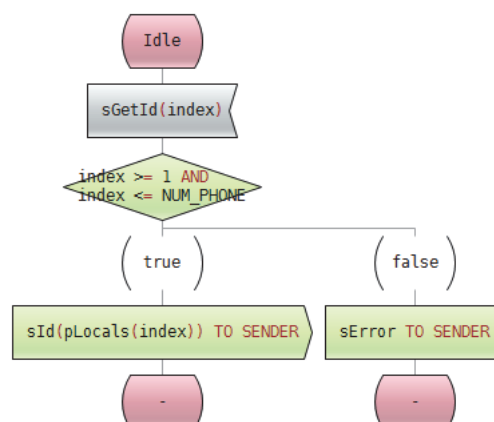 Idle
sGetId(index)
index >= 1 AND
index <= NUM_PHONE
true
false
sId(pLocals(index)) TO SENDER
sError TO SENDER
-
-